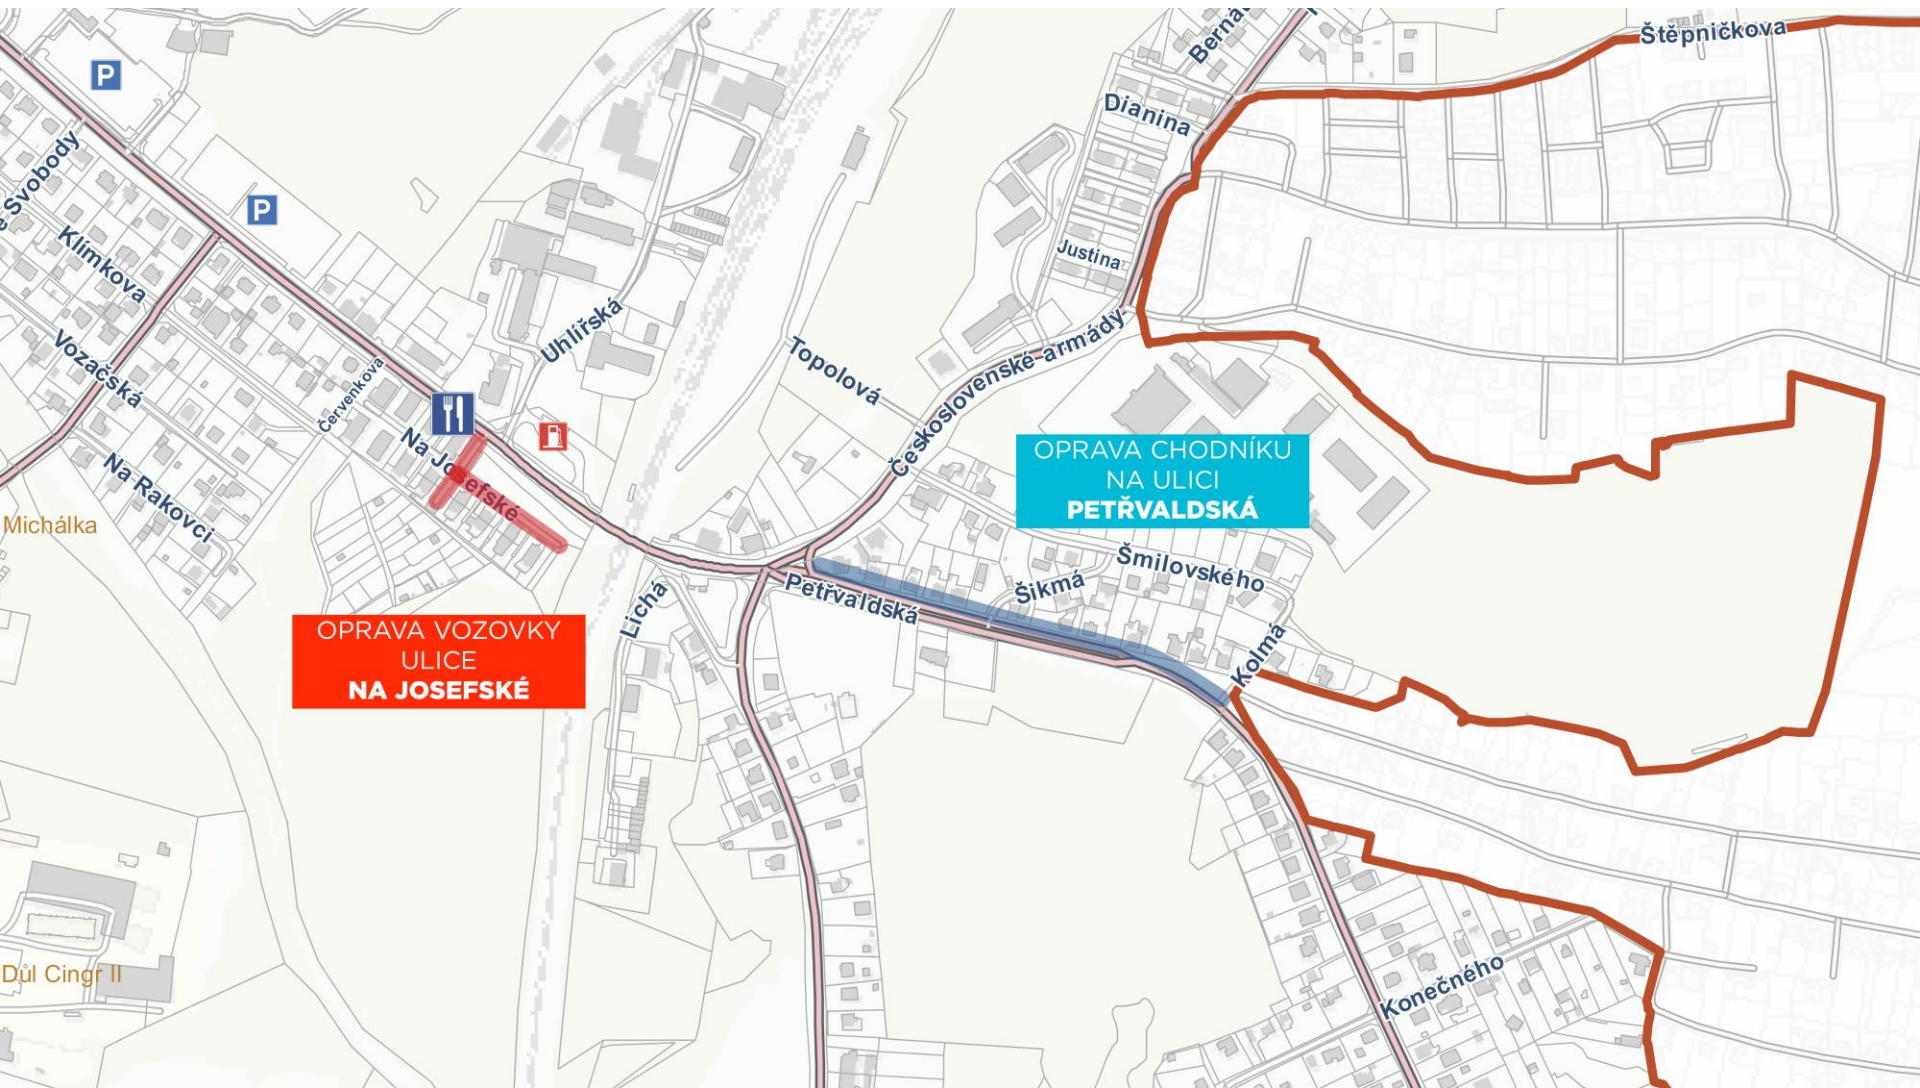 Štěpničkova
Dianina
P
Svobody
P
Klímkova
Justina
Uhlířská
Vozačská
Červenkova
Topolová
Československé armády
Na Josefské
Na Rakovci
Michálka
OPRAVA CHODNÍKU
NA ULICI
PETŘVALDSKÁ
Šmilovského
Šikmá
Petřvaldská
Lichá
Kolmá
OPRAVA VOZOVKY
ULICE
NA JOSEFSKÉ
Důl Cingr II
Konečného